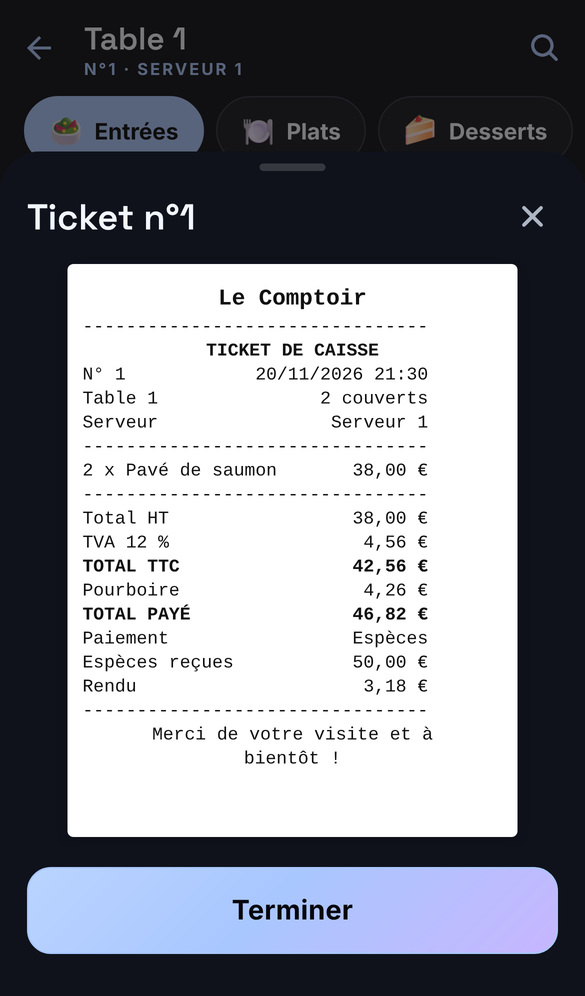 Table 1
N°1 · SERVEUR 1
Entrées
Plats
Desserts
Ticket n°1
Le Comptoir
--------------------------------
TICKET DE CAISSE
N° 1 20/11/2026 21:30
Table 1 2 couverts
Serveur Serveur 1
--------------------------------
2 x Pavé de saumon 38,00 €
--------------------------------
Total HT 38,00 €
TVA 12 % 4,56 €
TOTAL TTC 42,56 €
Pourboire 4,26 €
TOTAL PAYÉ 46,82 €
Paiement Espèces
Espèces reçues 50,00 €
Rendu 3,18 €
--------------------------------
Merci de votre visite et à
bientôt !
Terminer